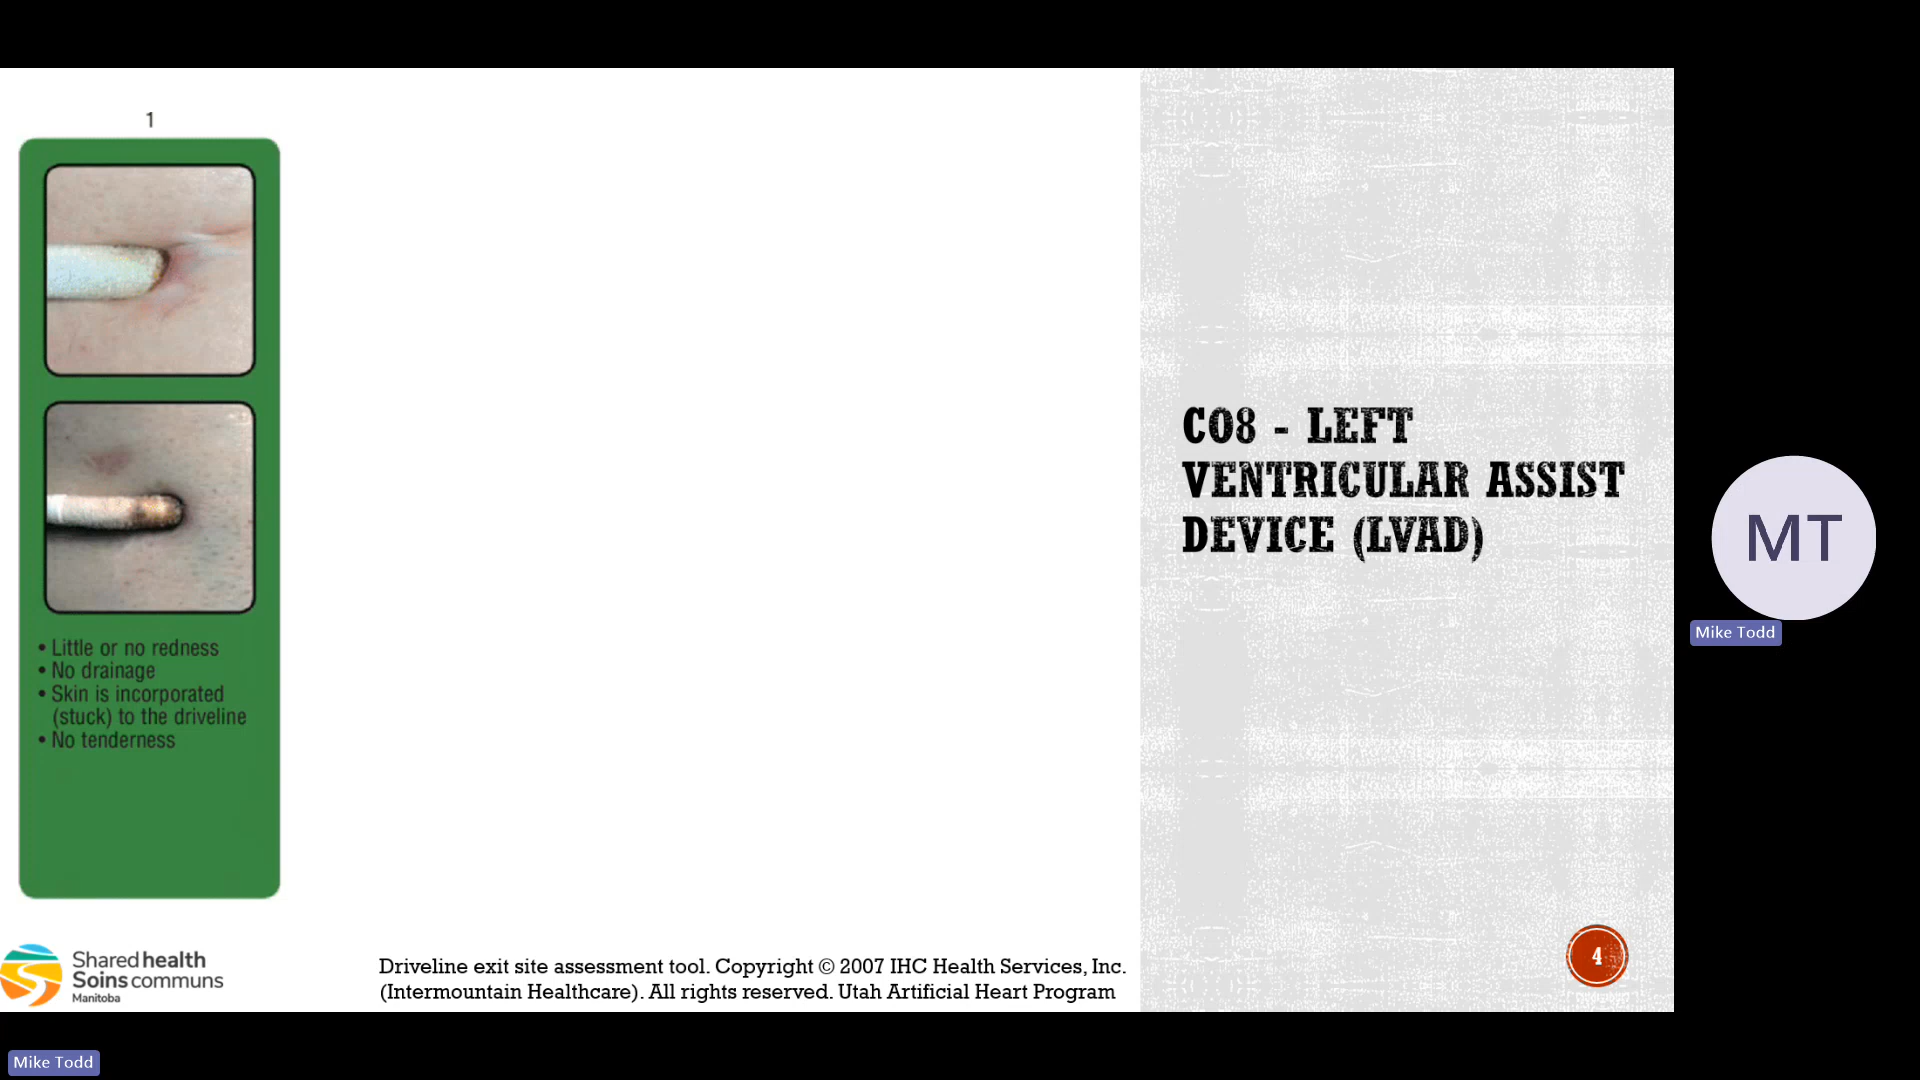 1
• Little or no redness
• No drainage
• Skin is incorporated
(stuck) to the driveline
• No tenderness
Shared health
Soins communs
Manitoba
Driveline exit site assessment tool. Copyright © 2007 IHC Health Services, Inc.
(Intermountain Healthcare). All rights reserved. Utah Artificial Heart Program
C08 - LEFT
VENTRICULAR ASSIST
DEVICE (LVAD)
4
MT
Mike Todd
Mike Todd